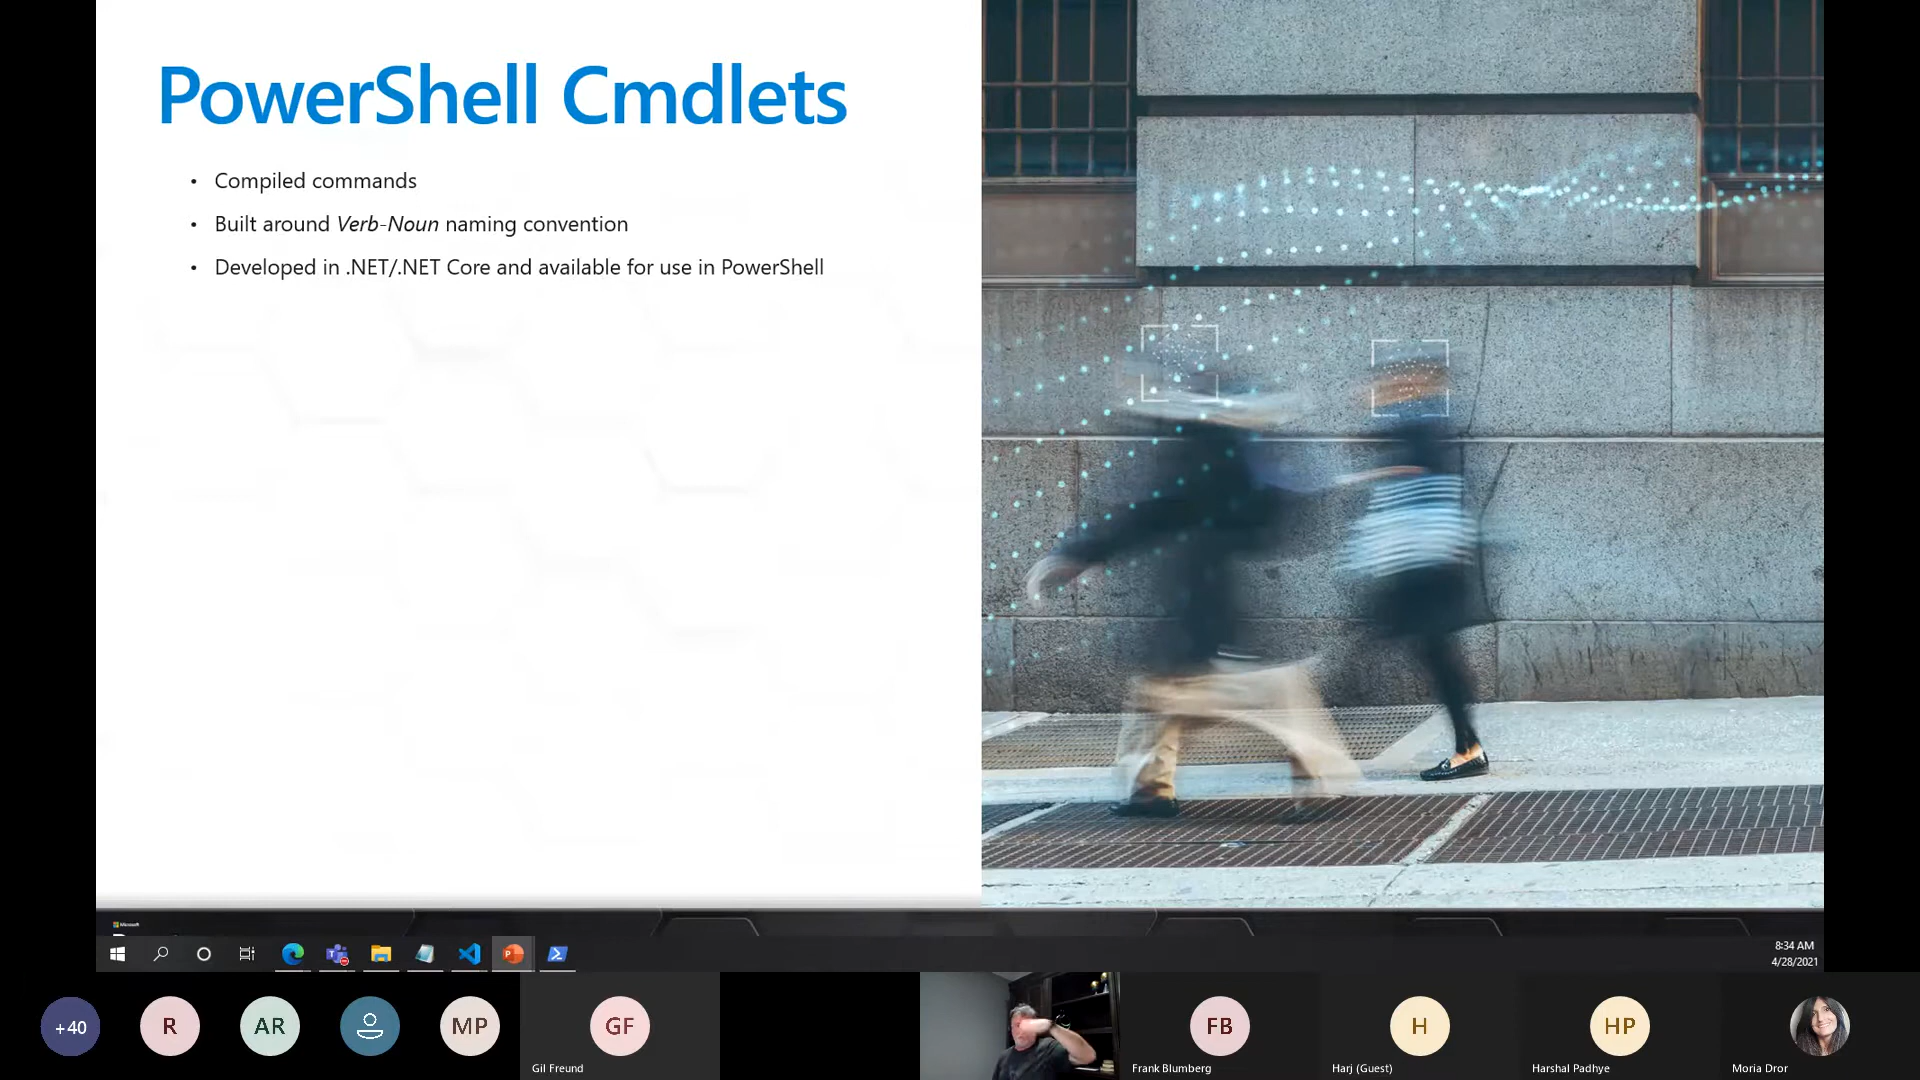 PowerShell Cmdlets
• Compiled commands
• Built around Verb-Noun naming convention
• Developed in .NET/.NET Core and available for use in PowerShell
Microsoft
8:34 AM
4/28/2021
+40
R
AR
MP
GF
FB
H
HP
Gil Freund
Frank Blumberg
Harj (Guest)
Harshal Padhye
Moria Dror